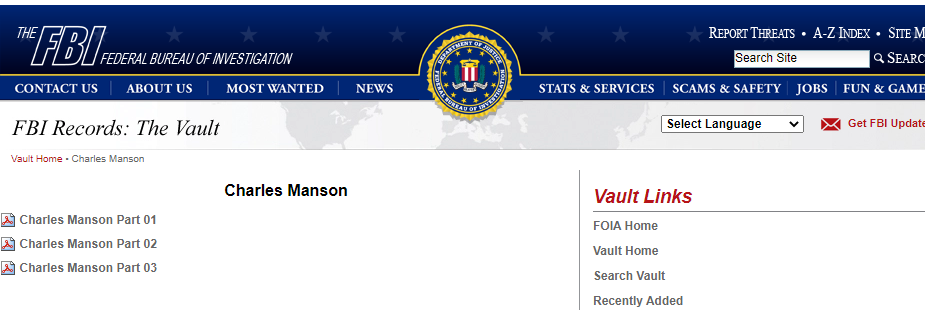 THE FBI FEDERAL BUREAU OF INVESTIGATION
REPORT THREATS • A-Z INDEX • SITE M
Search Site SEARC
CONTACT US ABOUT US MOST WANTED NEWS STATS & SERVICES SCAMS & SAFETY JOBS FUN & GAME
DEPARTMENT OF JUSTICE
FEDERAL BUREAU OF INVESTIGATION
FBI Records: The Vault
Select Language Get FBI Update
Vault Home • Charles Manson
Charles Manson
Charles Manson Part 01
Charles Manson Part 02
Charles Manson Part 03
Vault Links
FOIA Home
Vault Home
Search Vault
Recently Added